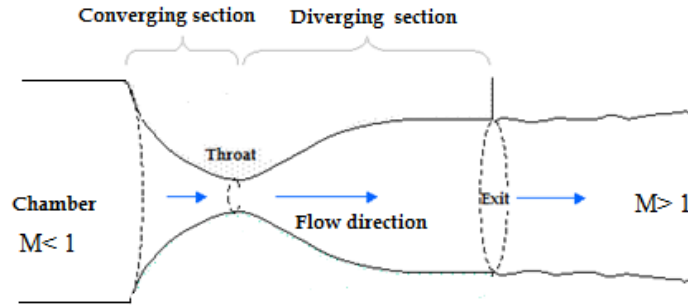 Converging section
Diverging section
Throat
Chamber
M< 1
Flow direction
Exit
M> 1